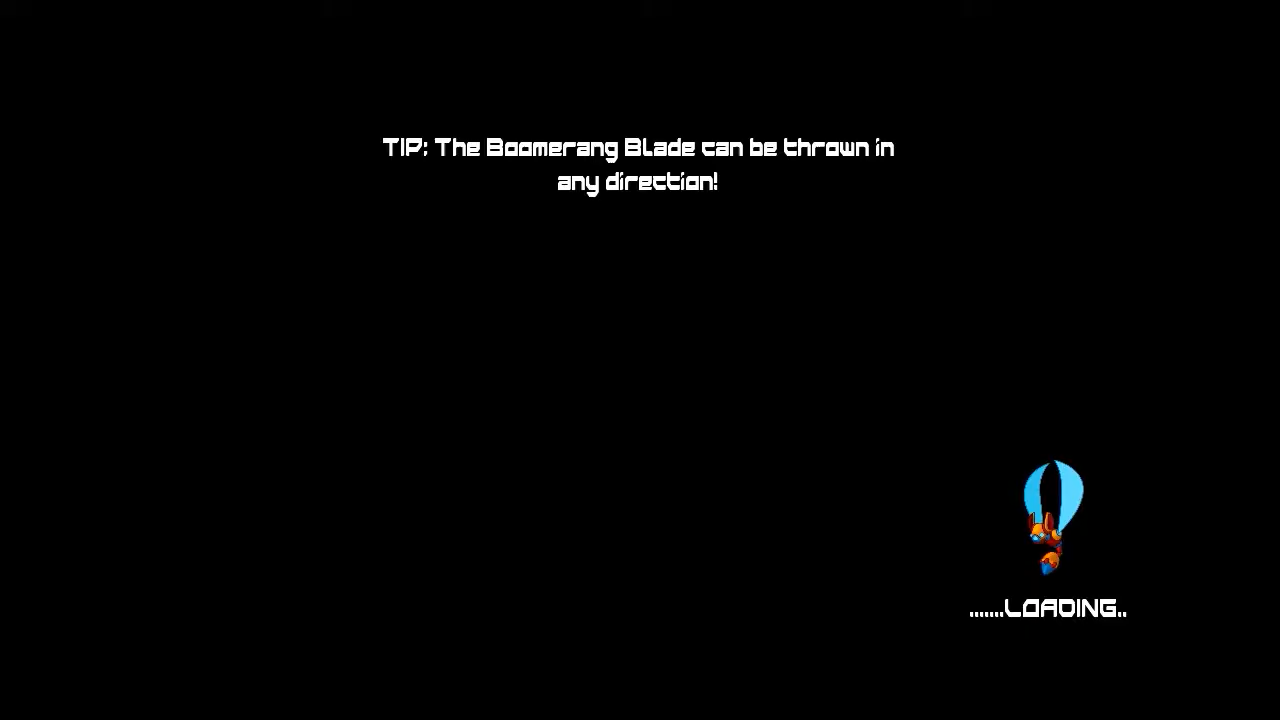 TIP: The Boomerang Blade can be thrown in
any direction!
.......LOADING..